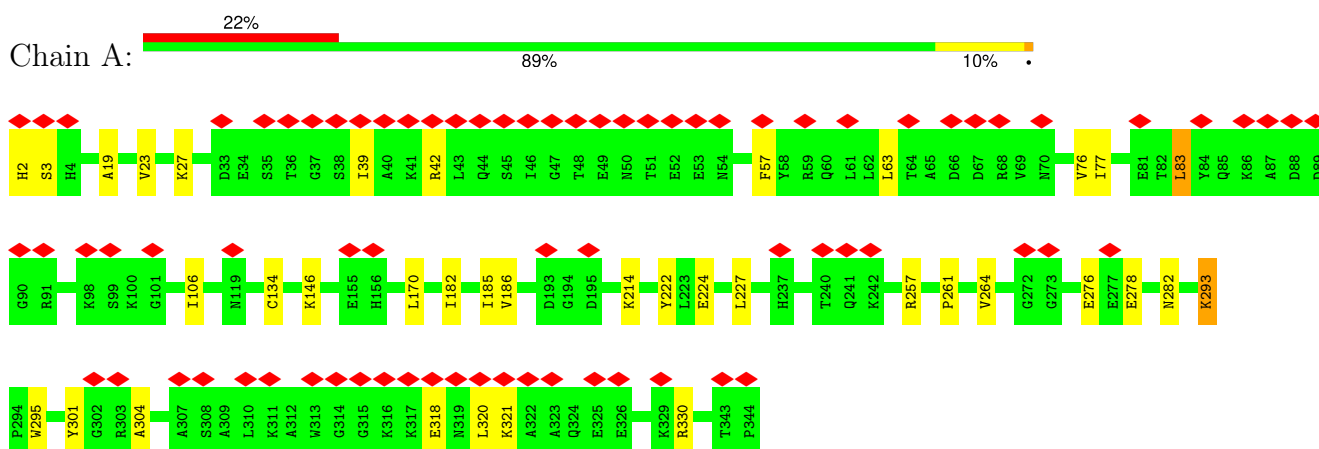 22%
Chain A:
89% 10% •
H2 S3 H4 A19 V23 K27 D33 E34 S35 T36 G37 S38 I39 A40 K41 R42 L43 Q44 S45 I46 G47 T48 E49 N50 T51 E52 E53 N54 F57 Y58 R59 Q60 L61 L62 L63 T64 A65 D66 D67 R68 V69 N70 V76 I77 E81 T82 L83 Y84 Q85 K86 A87 D88 D89
G90 R91 K98 S99 K100 G101 I106 N119 C134 K146 E155 H156 L170 I182 I185 V186 D193 G194 D195 K214 Y222 L223 E224 L227 H237 T240 Q241 K242 R257 P261 V264 G272 G273 E276 E277 E278 N282 K293
P294 W295 Y301 G302 R303 A304 A307 S308 A309 L310 K311 A312 W313 G314 G315 K316 K317 E318 N319 L320 K321 A322 A323 Q324 E325 E326 K329 R330 T343 P344